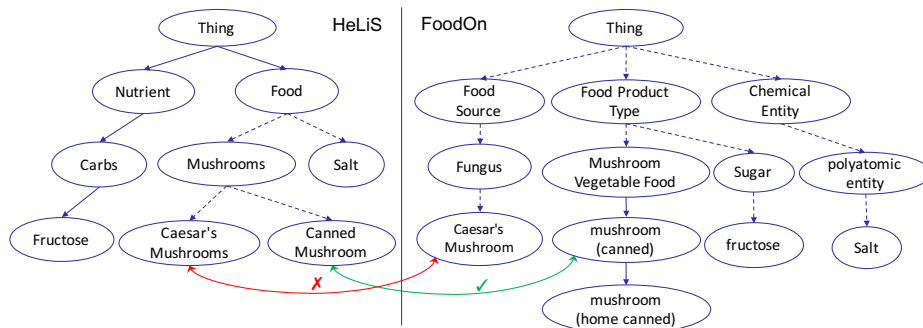 HeLiS
FoodOn
Thing
Nutrient
Food
Carbs
Mushrooms
Salt
Fructose
Caesar's
Mushrooms
Canned
Mushroom
✗
✓
Thing
Food
Source
Food Product
Type
Chemical
Entity
Fungus
Mushroom
Vegetable Food
Sugar
polyatomic
entity
Caesar's
Mushroom
mushroom
(canned)
fructose
Salt
mushroom
(home canned)